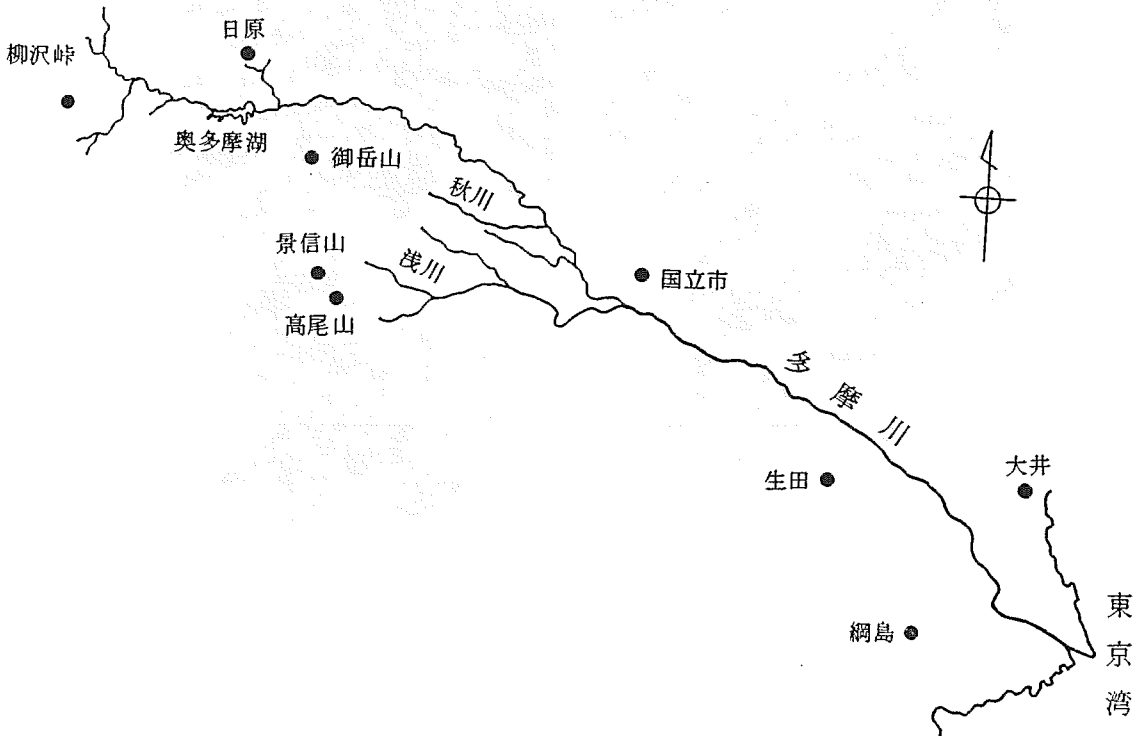 日原
柳沢峠
奥多摩湖
御岳山
秋川
景信山
浅川
国立市
高尾山
多摩川
大井
生田
綱島
東京湾